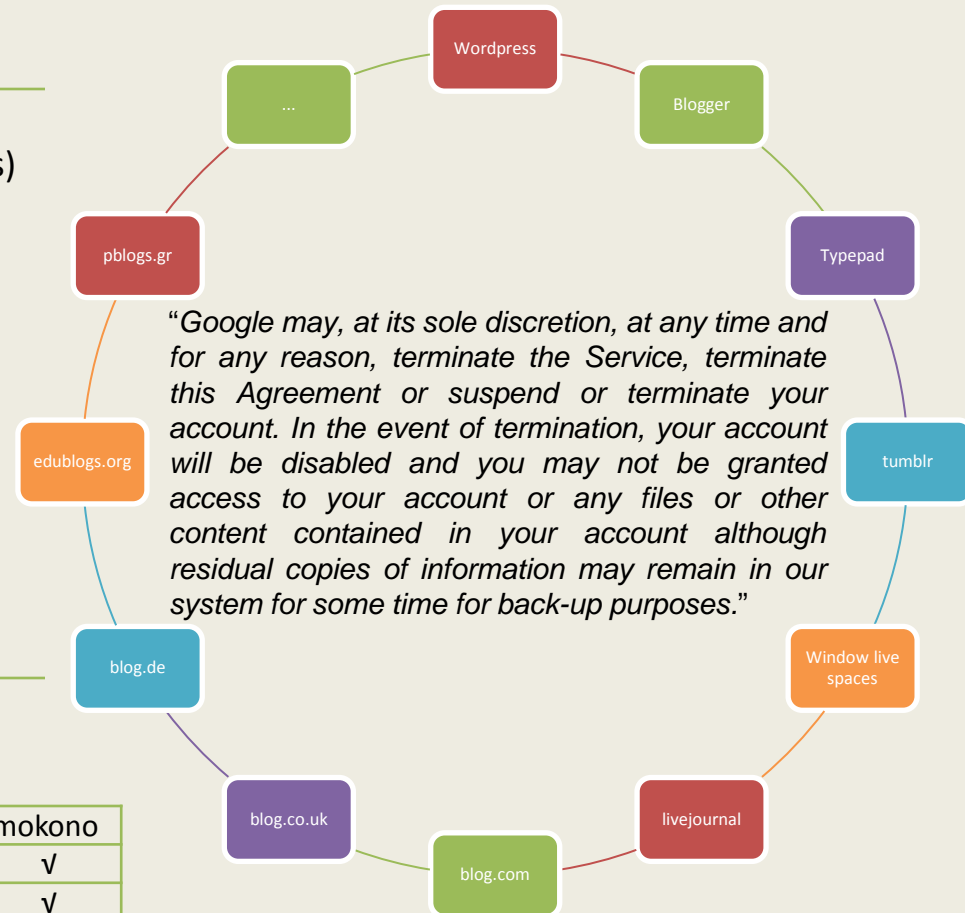 Wordpress
...
Blogger
s)
pblogs.gr
Typepad
“Google may, at its sole discretion, at any time and
for any reason, terminate the Service, terminate
this Agreement or suspend or terminate your
account. In the event of termination, your account
will be disabled and you may not be granted
access to your account or any files or other
content contained in your account although
residual copies of information may remain in our
system for some time for back-up purposes.”
edublogs.org
tumblr
blog.de
Window live
spaces
blog.co.uk
livejournal
blog.com
mokono
√
√